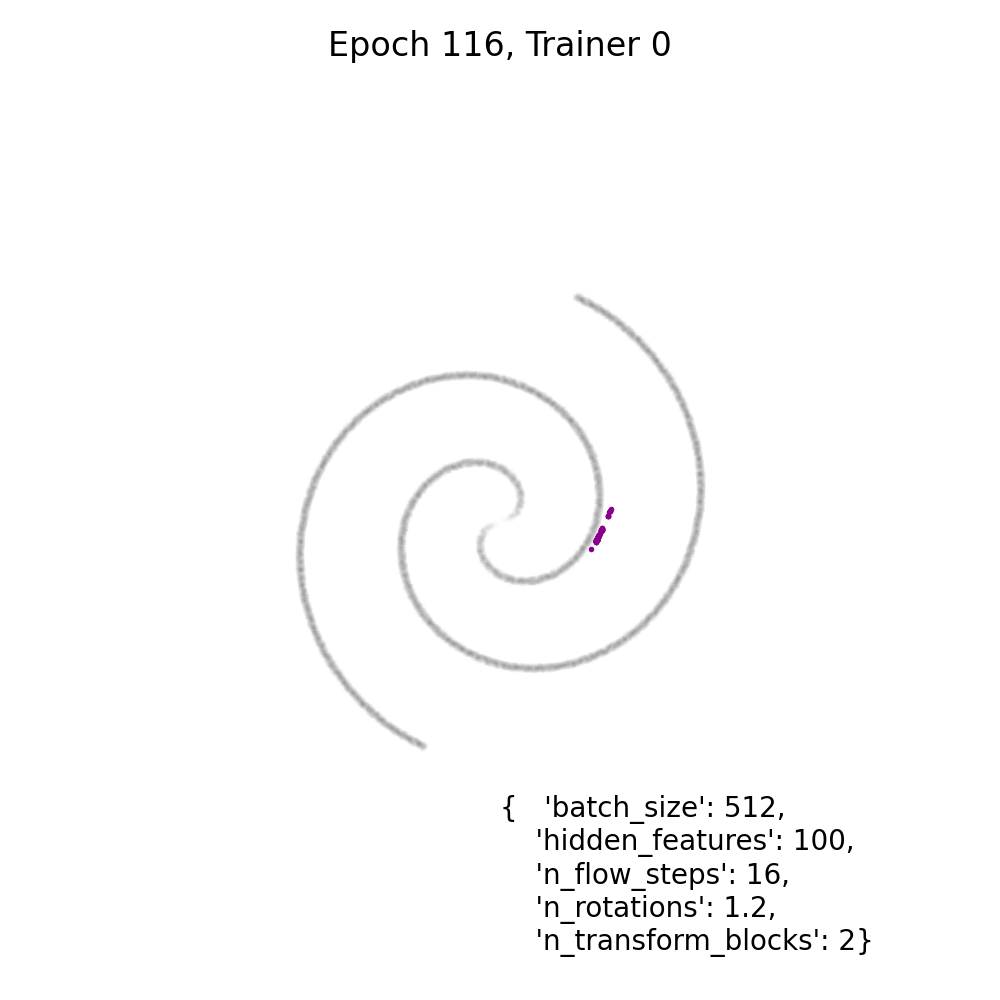 Epoch 116, Trainer 0
{   'batch_size': 512,
'hidden_features': 100,
'n_flow_steps': 16,
'n_rotations': 1.2,
'n_transform_blocks': 2}